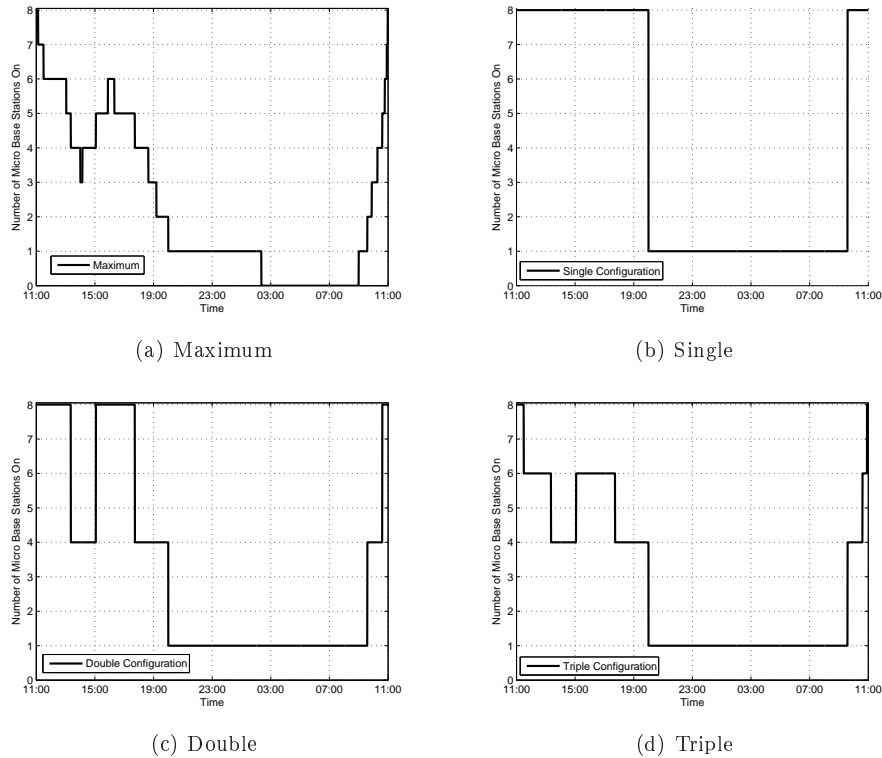 Number of Micro Base Stations On
8
7
6
5
4
3
2
1
0
Maximum
11:00 15:00 19:00 23:00 03:00 07:00 11:00
Time
(a) Maximum
Number of Micro Base Stations On
8
7
6
5
4
3
2
1
0
Single Configuration
11:00 15:00 19:00 23:00 03:00 07:00 11:00
Time
(b) Single
Number of Micro Base Stations On
8
7
6
5
4
3
2
1
0
Double Configuration
11:00 15:00 19:00 23:00 03:00 07:00 11:00
Time
(c) Double
Number of Micro Base Stations On
8
7
6
5
4
3
2
1
0
Triple Configuration
11:00 15:00 19:00 23:00 03:00 07:00 11:00
Time
(d) Triple